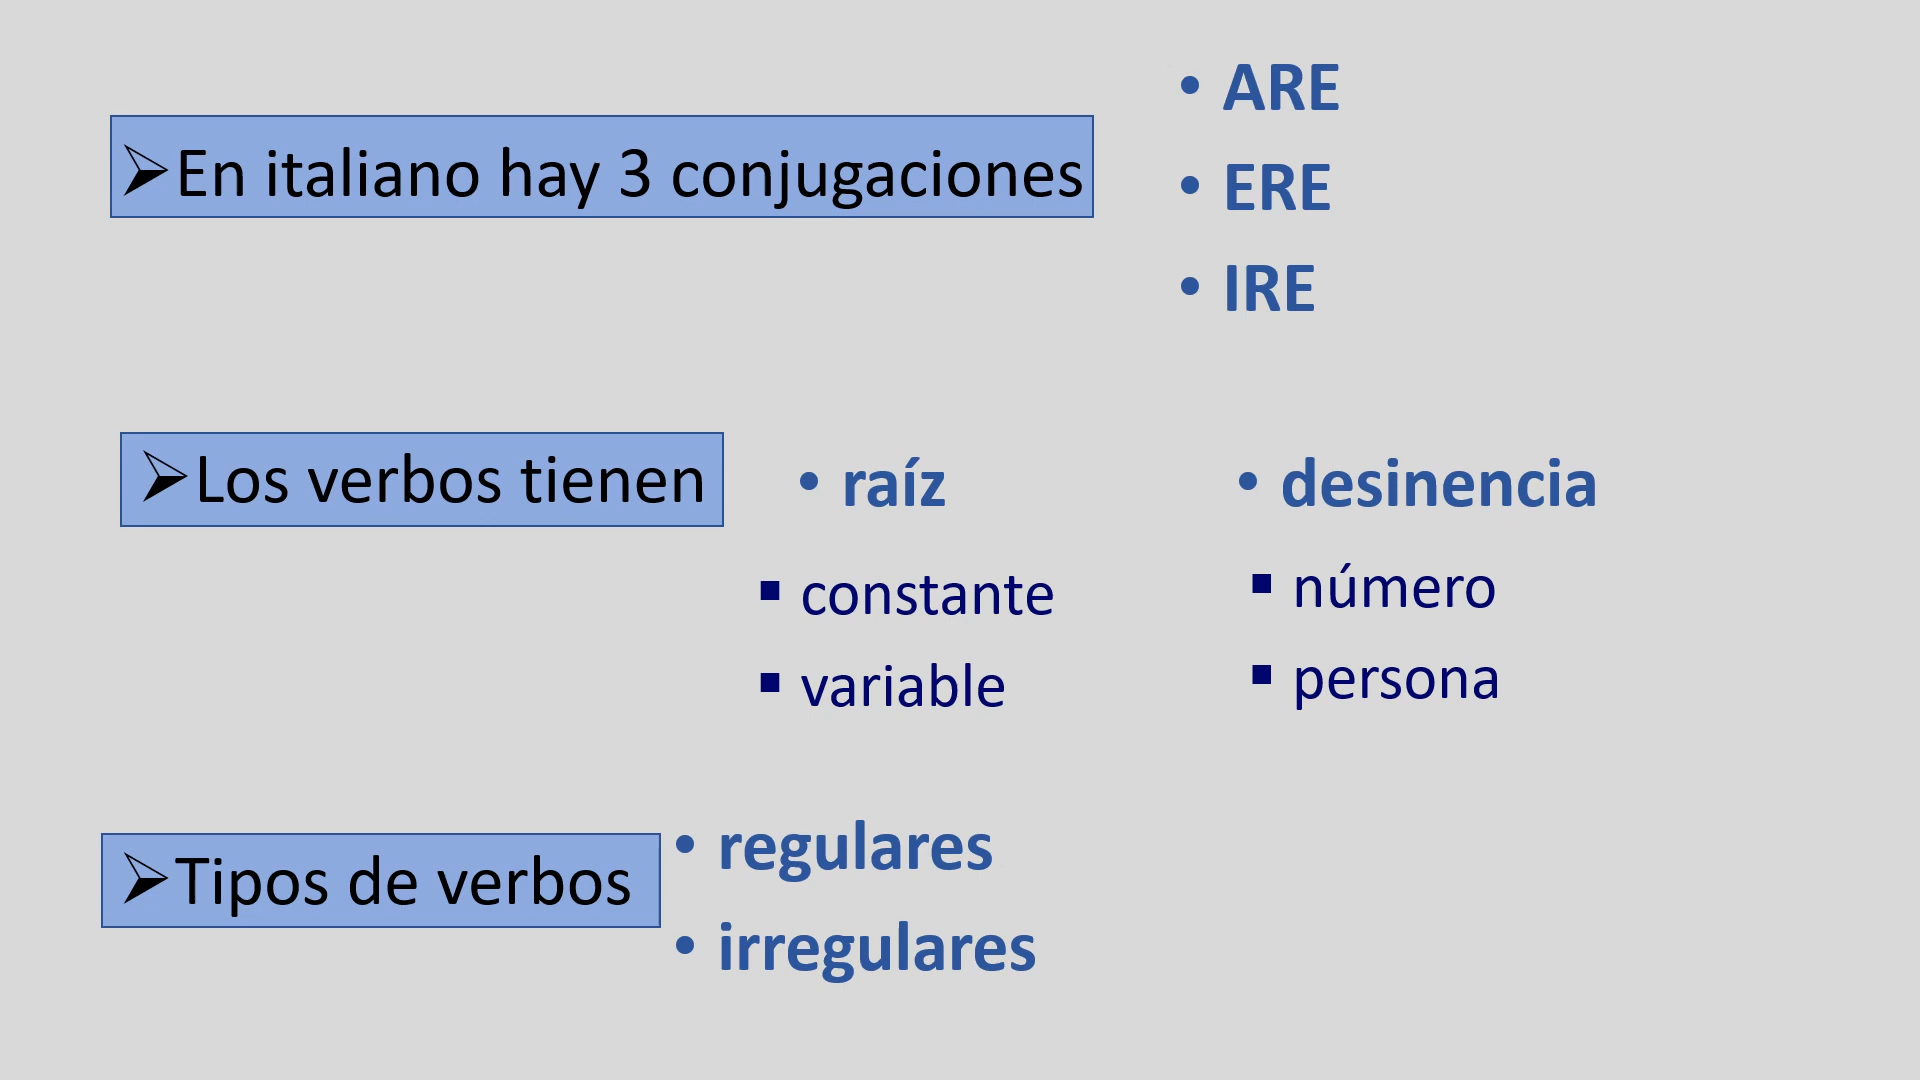 ➢En italiano hay 3 conjugaciones
• ARE
• ERE
• IRE
➢Los verbos tienen
• raíz
▪ constante
▪ variable
• desinencia
▪ número
▪ persona
➢Tipos de verbos
• regulares
• irregulares